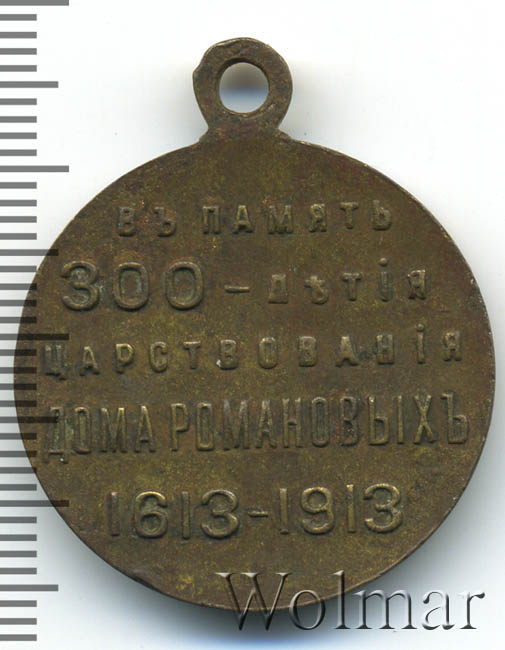 ВЪ ПАМЯТЬ
300-ЛѢТІЯ
ЦАРСТВОВАНІЯ
ДОМА РОМАНОВЫХЪ
1613-1913
Wolmar